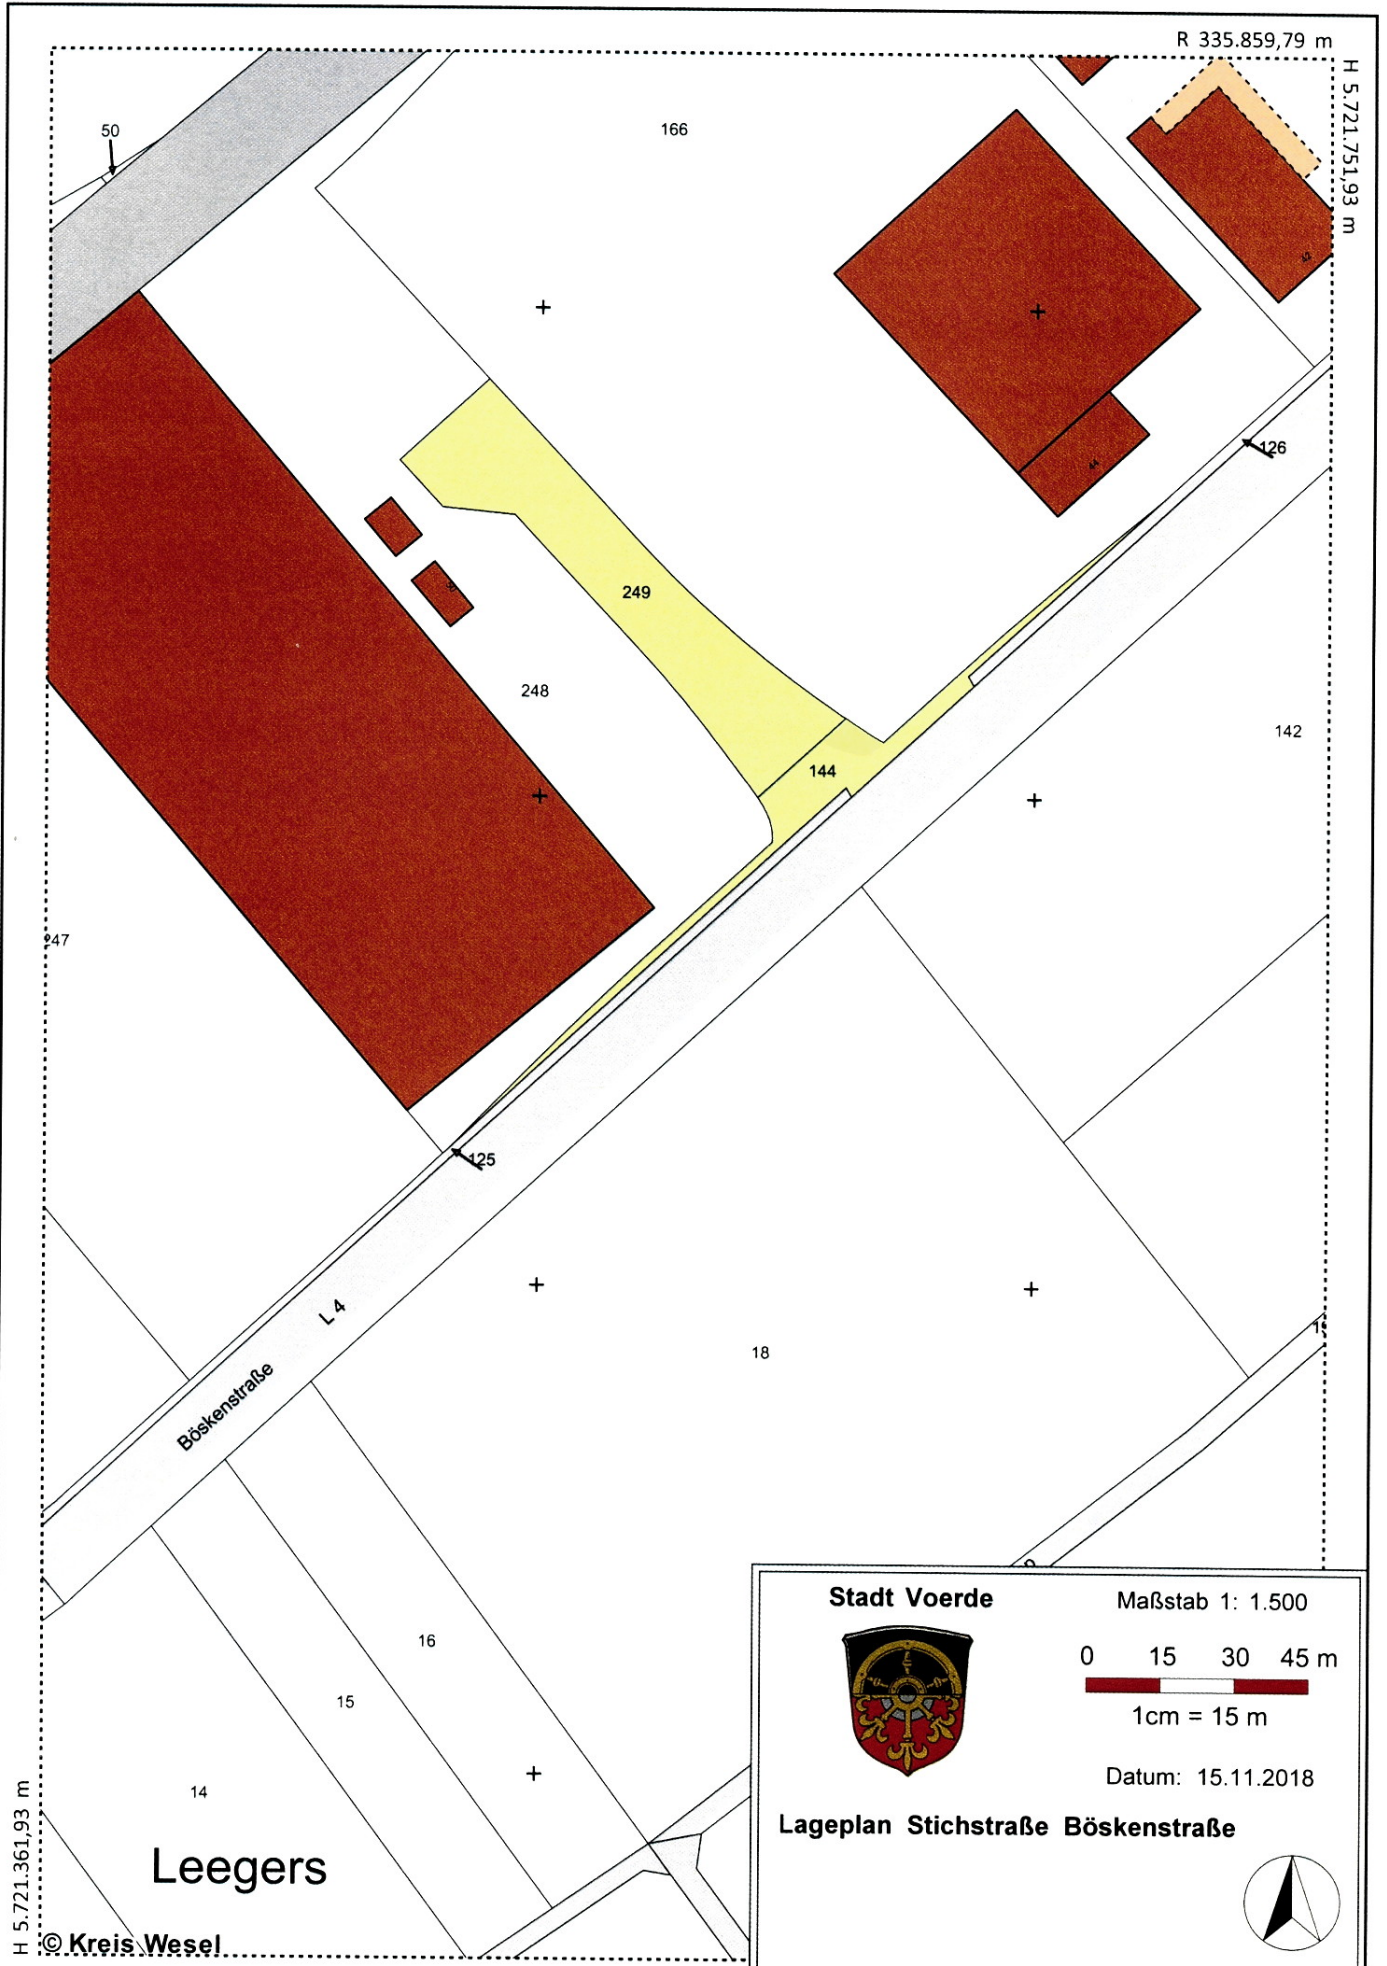 R 335.859,79 m
H 5.721.751,93 m
50
166
126
249
248
142
144
247
125
L 4
Böskenstraße
18
16
15
14
Leegers
H 5.721.361,93 m
© Kreis Wesel
Stadt Voerde
Maßstab 1: 1.500
0 15 30 45 m
1cm = 15 m
Datum: 15.11.2018
Lageplan Stichstraße Böskenstraße
44